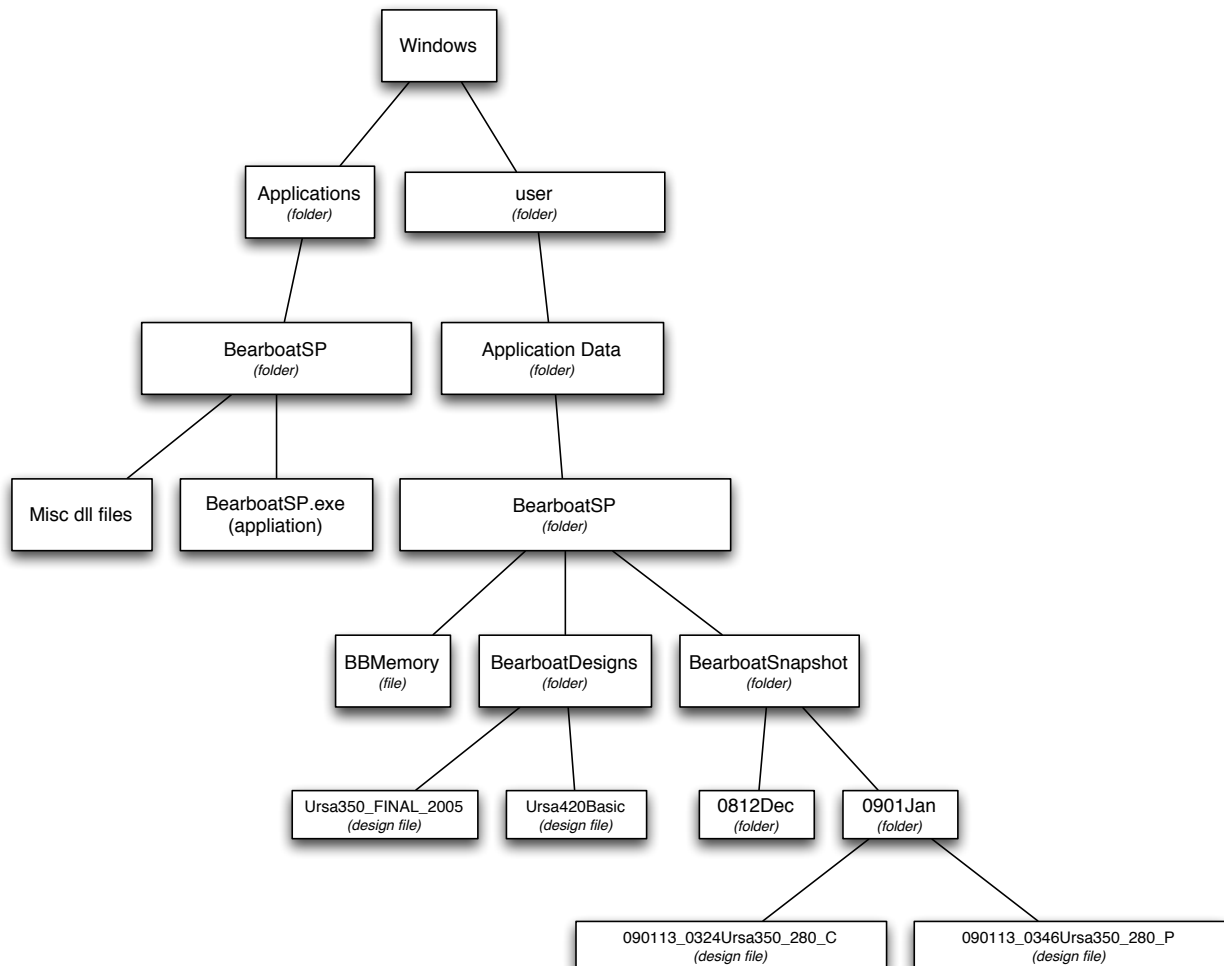 Windows
Applications
(folder)
user
(folder)
BearboatSP
(folder)
Application Data
(folder)
Misc dll files
BearboatSP.exe
(appliation)
BearboatSP
(folder)
BBMemory
(file)
BearboatDesigns
(folder)
BearboatSnapshot
(folder)
Ursa350_FINAL_2005
(design file)
Ursa420Basic
(design file)
0812Dec
(folder)
0901Jan
(folder)
090113_0324Ursa350_280_C
(design file)
090113_0346Ursa350_280_P
(design file)